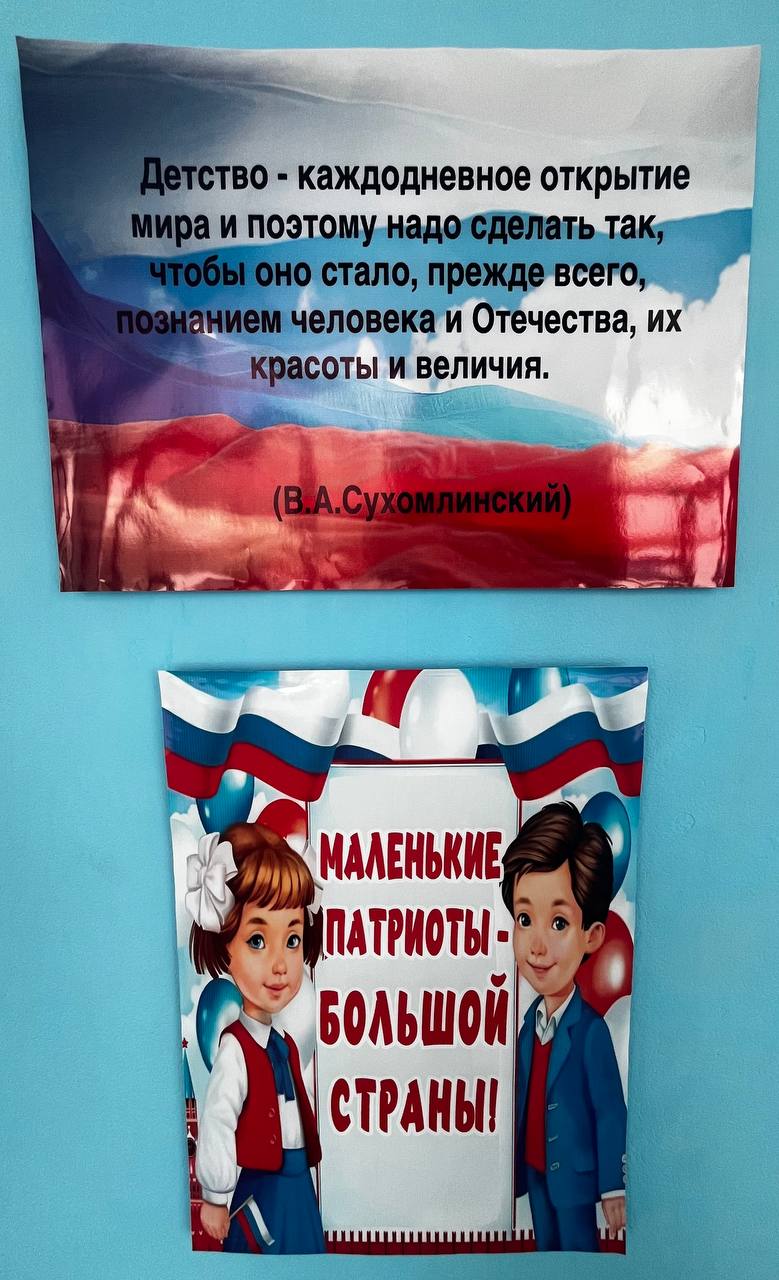 Детство - каждодневное открытие
мира и поэтому надо сделать так,
чтобы оно стало, прежде всего,
познанием человека и Отечества, их
красоты и величия.
(В.А.Сухомлинский)
МАЛЕНЬКИЕ
ПАТРИОТЫ-
БОЛЬШОЙ
СТРАНЫ!